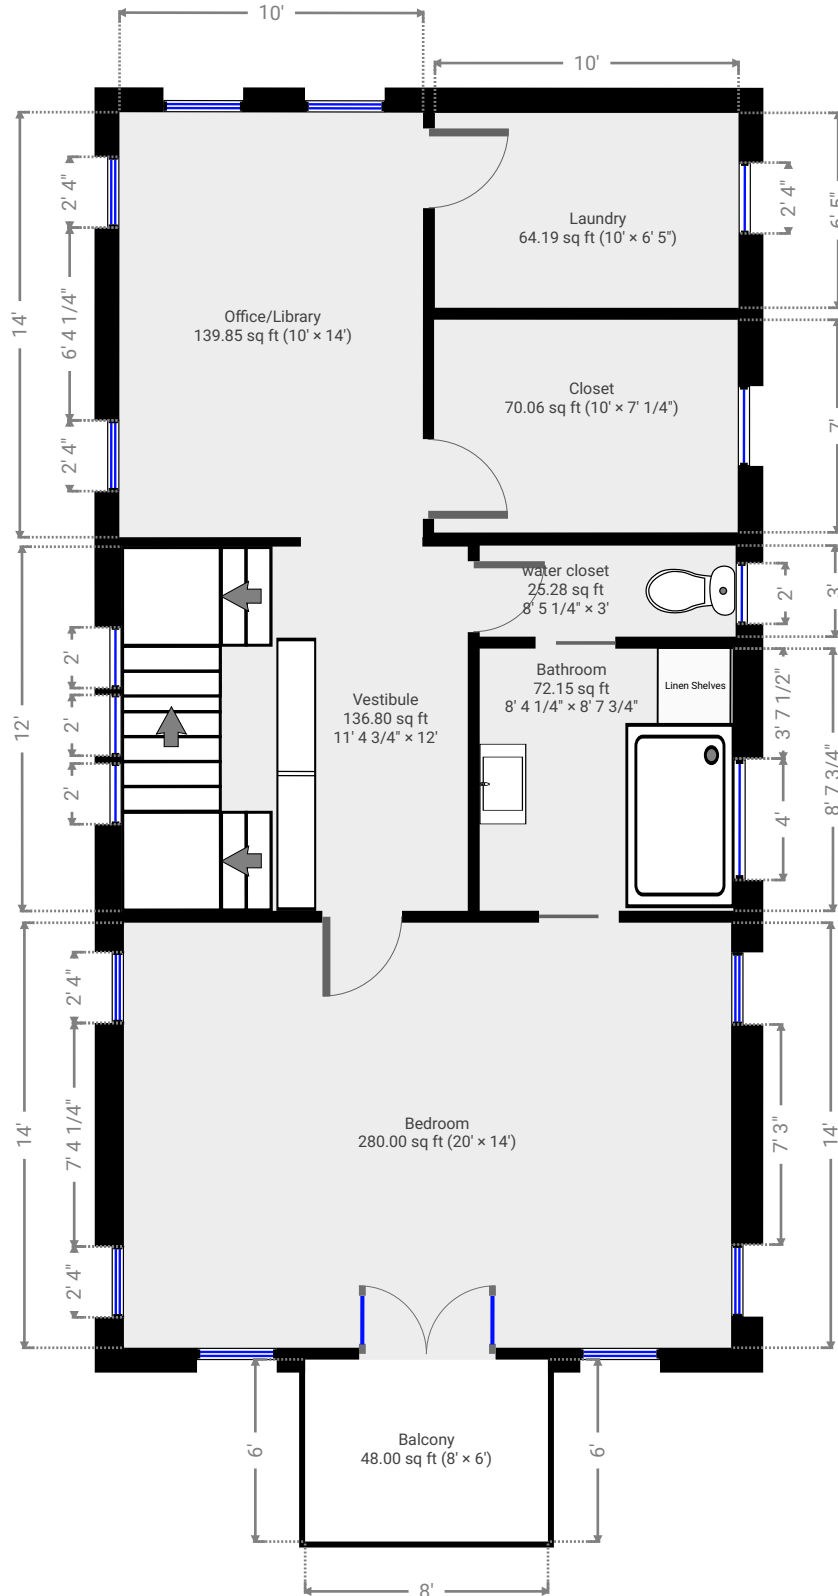 10'
10'
2' 4"
2' 4"
6' 5"
Laundry
64.19 sq ft (10' × 6' 5")
14'
6' 4 1/4"
Office/Library
139.85 sq ft (10' × 14')
Closet
70.06 sq ft (10' × 7' 1/4")
7'
2' 4"
water closet
25.28 sq ft
8' 5 1/4" × 3'
2'
3'
2'
Bathroom
72.15 sq ft
8' 4 1/4" × 8' 7 3/4"
Linen Shelves
3' 7 1/2"
12'
2'
Vestibule
136.80 sq ft
11' 4 3/4" × 12'
8' 7 3/4"
2'
4'
2' 4"
14'
7' 4 1/4"
Bedroom
280.00 sq ft (20' × 14')
7' 3"
14'
2' 4"
6'
Balcony
48.00 sq ft (8' × 6')
6'
8'